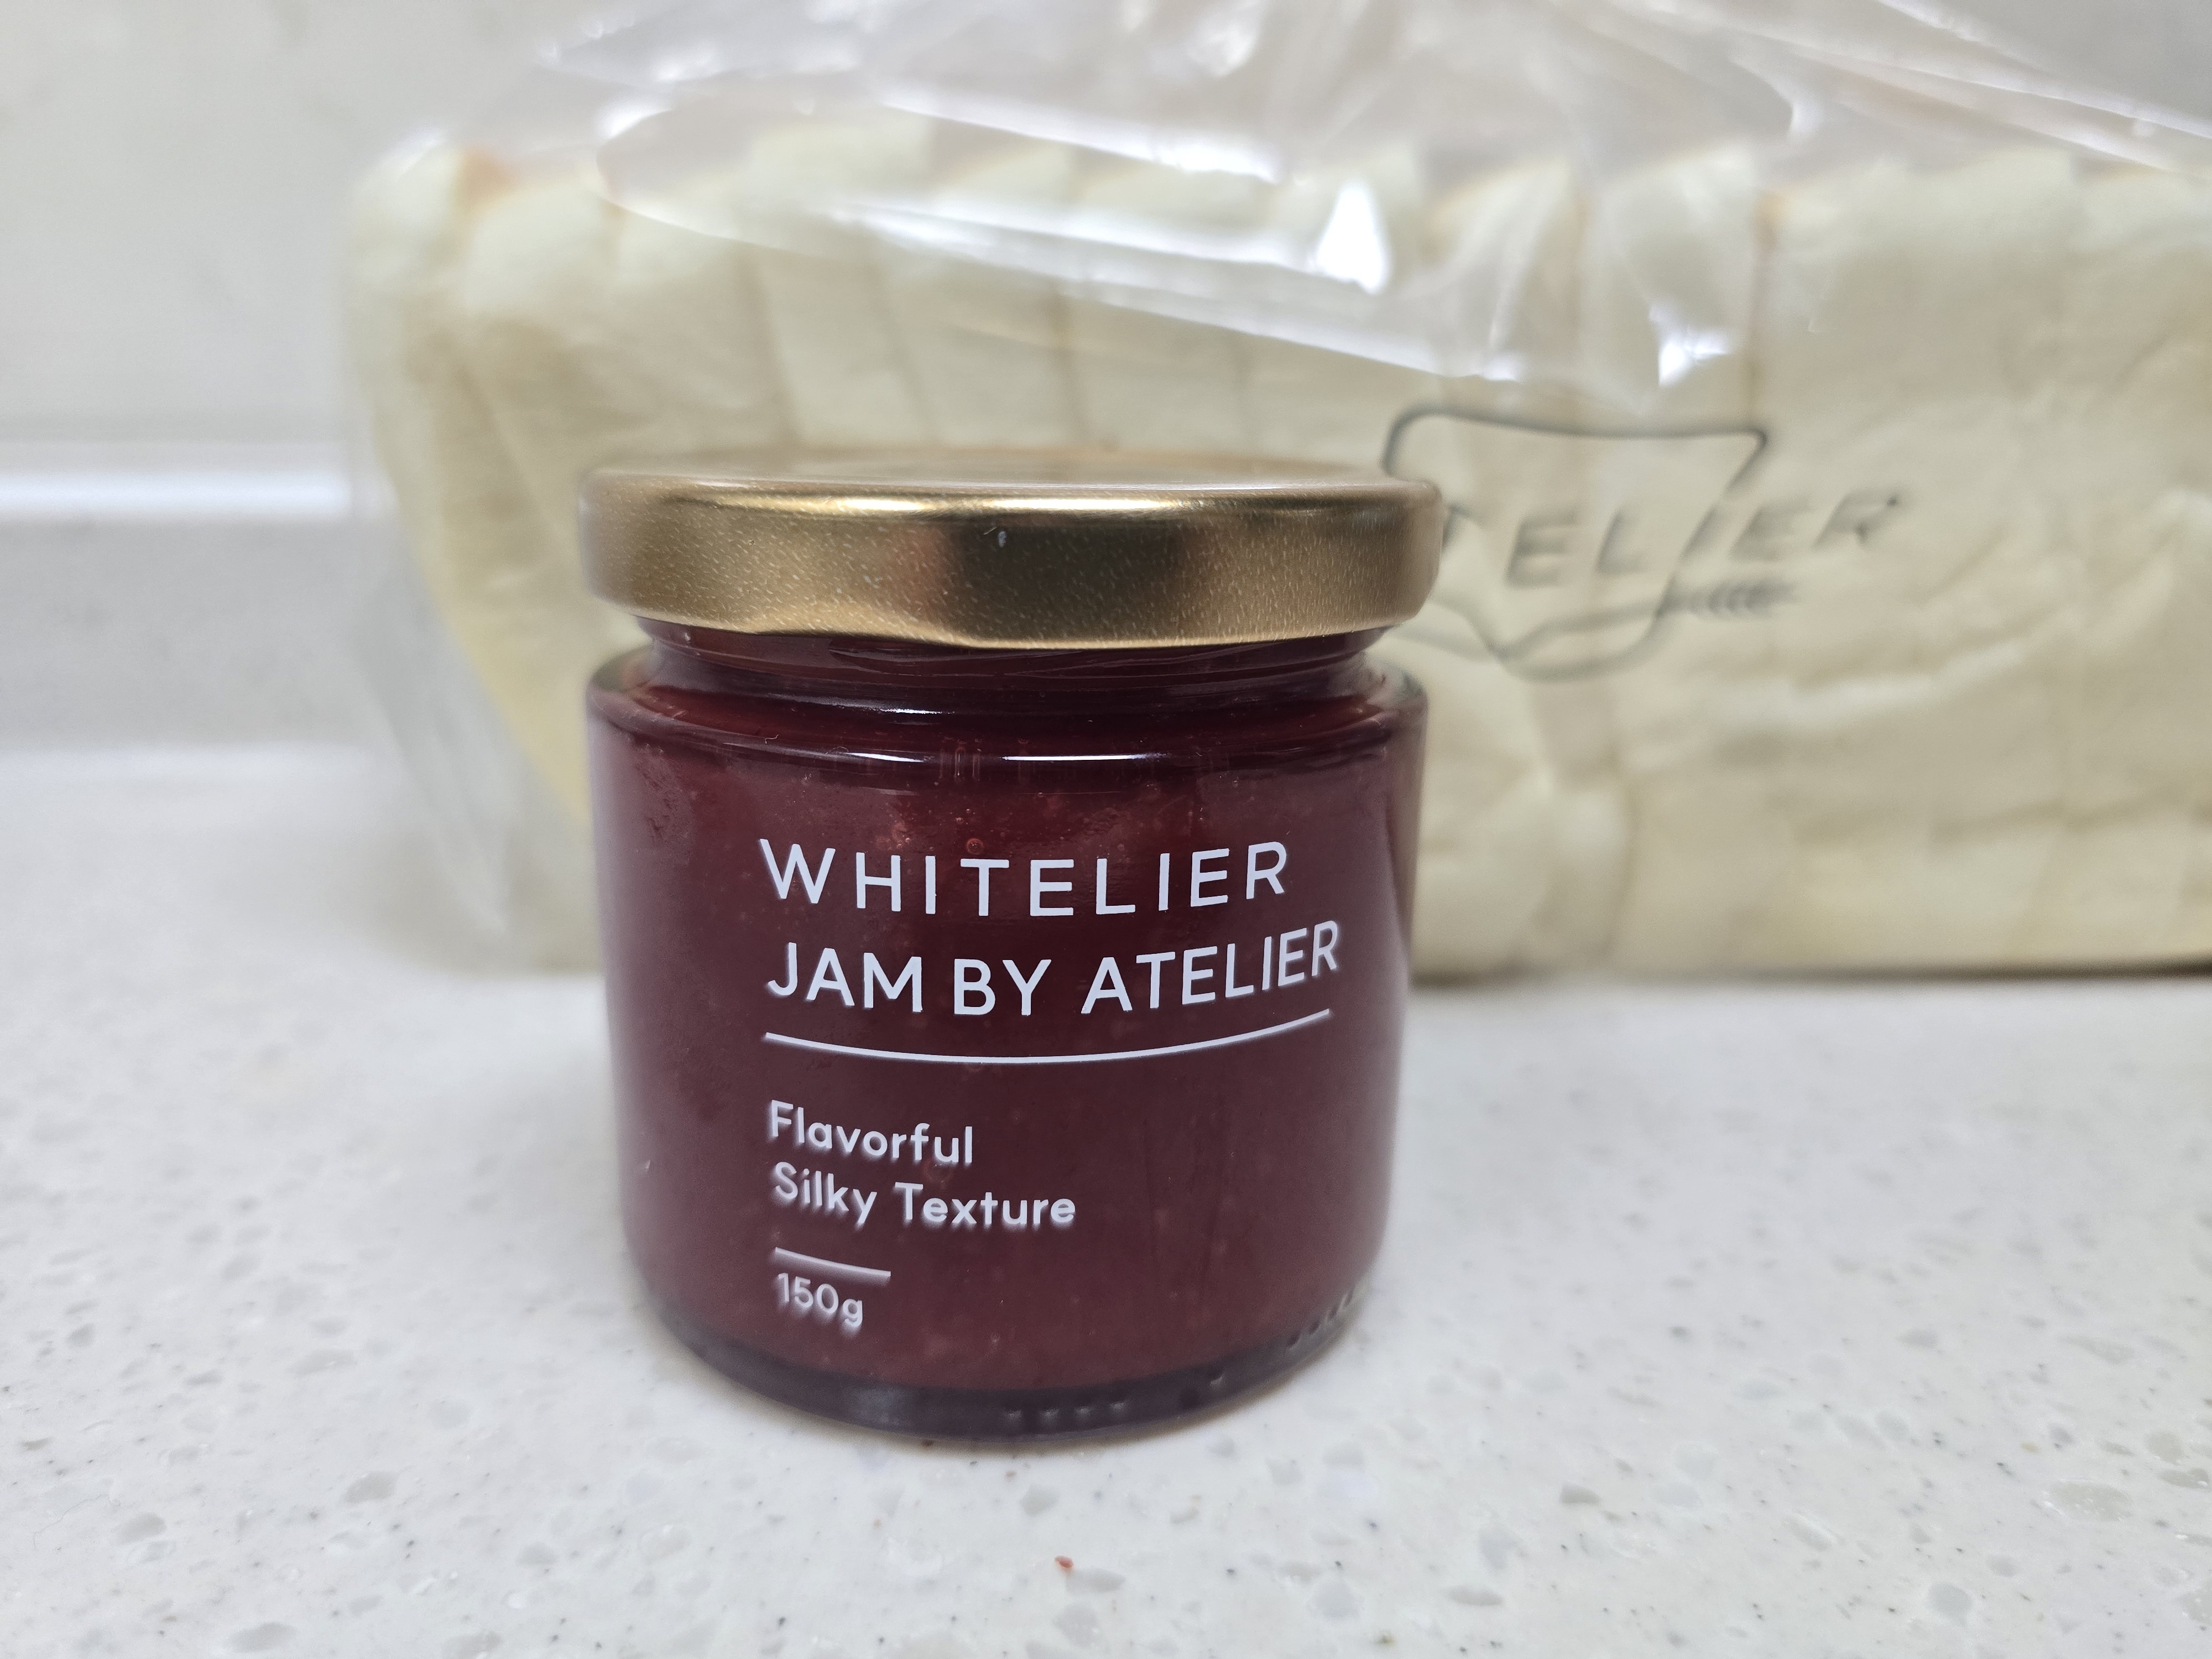 WHITELIER
JAM BY ATELIER
Flavorful
Silky Texture
150g